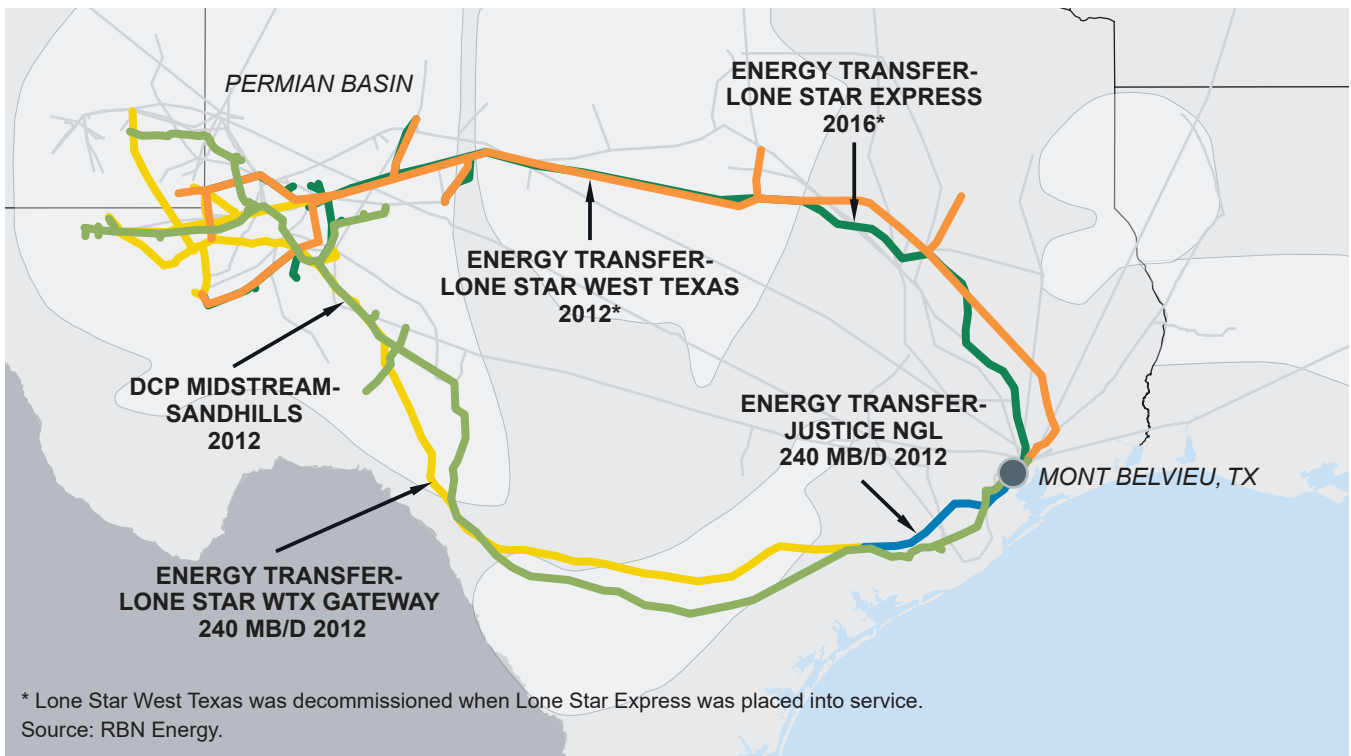 PERMIAN BASIN
ENERGY TRANSFER-
LONE STAR EXPRESS
2016*
ENERGY TRANSFER-
LONE STAR WEST TEXAS
2012*
DCP MIDSTREAM-
SANDHILLS
2012
ENERGY TRANSFER-
JUSTICE NGL
240 MB/D 2012
MONT BELVIEU, TX
ENERGY TRANSFER-
LONE STAR WTX GATEWAY
240 MB/D 2012
* Lone Star West Texas was decommissioned when Lone Star Express was placed into service.
Source: RBN Energy.